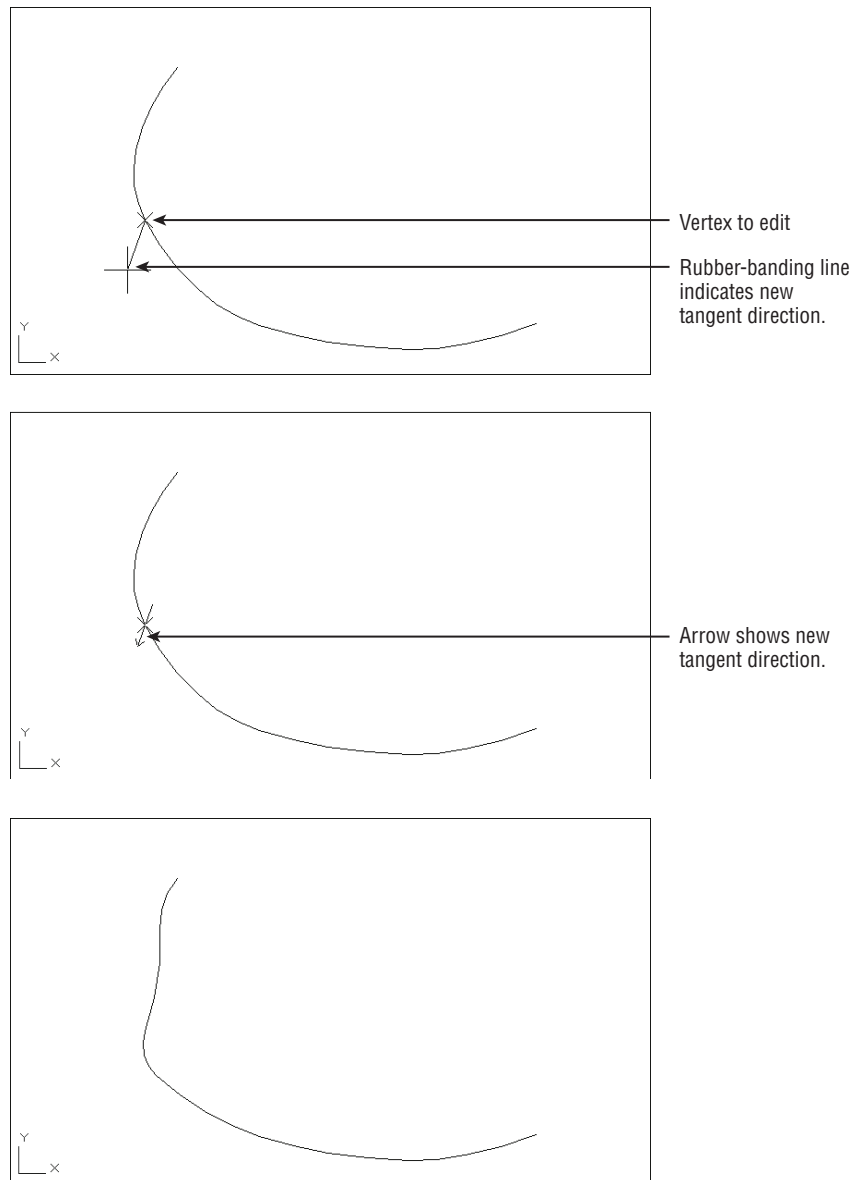 Vertex to edit
Rubber-banding line
indicates new
tangent direction.
Y
X
Arrow shows new
tangent direction.
Y
X
Y
X